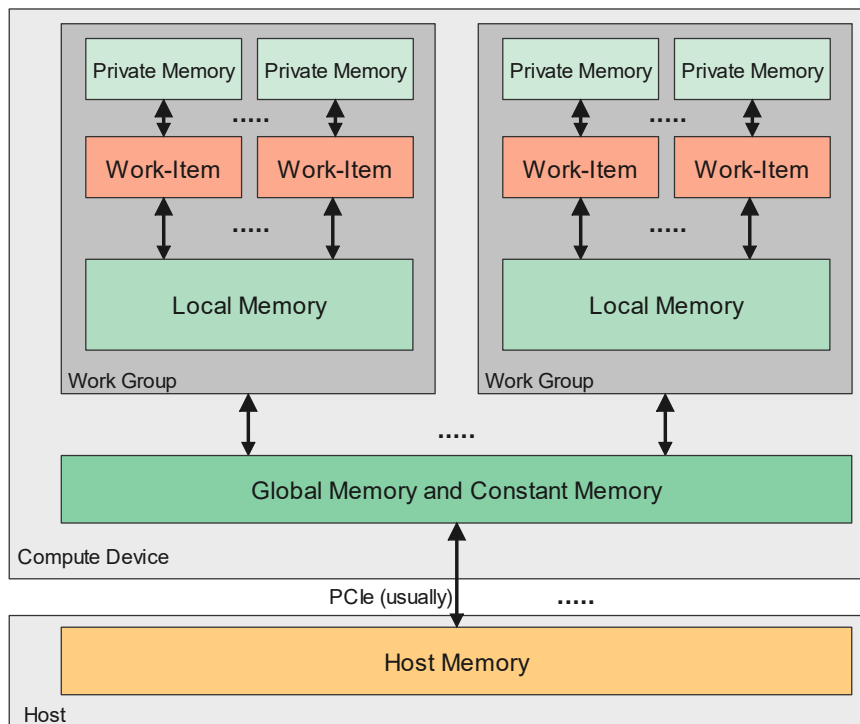 Private Memory
Private Memory
Private Memory
Private Memory
.....
.....
Work-Item
Work-Item
Work-Item
Work-Item
.....
.....
Local Memory
Local Memory
Work Group
Work Group
.....
Global Memory and Constant Memory
Compute Device
PCIe (usually)
.....
Host Memory
Host